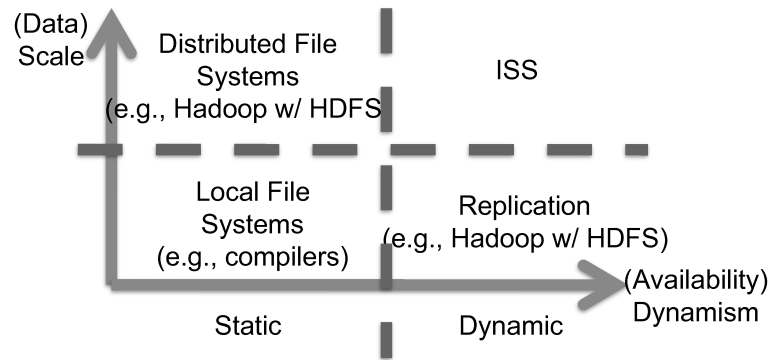 (Data)
Scale
Distributed File
Systems
(e.g., Hadoop w/ HDFS
ISS
Local File
Systems
(e.g., compilers)
Replication
(e.g., Hadoop w/ HDFS)
(Availability)
Dynamism
Static
Dynamic